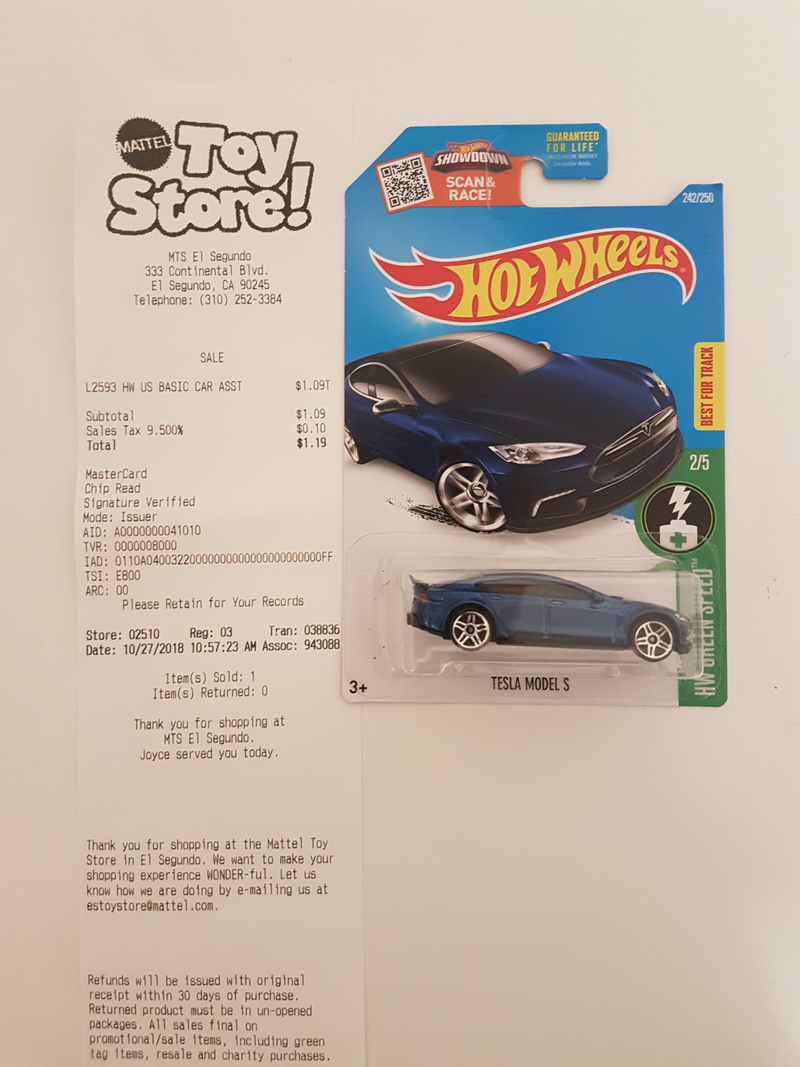 MATTEL
Toy
Store!
MTS El Segundo
333 Continental Blvd.
El Segundo, CA 90245
Telephone: (310) 252-3384
SALE
L2593 HW US BASIC CAR ASST $1.09T
Subtotal $1.09
Sales Tax 9.500% $0.10
Total $1.19
MasterCard
Chip Read
Signature Verified
Mode: Issuer
AID: A0000000041010
TVR: 0000008000
TSI: E800
ARC: 00
Please Retain for Your Records
Store: 02510 Reg: 03 Tran: 038836
Date: 10/27/2018 10:57:23 AM Assoc: 943088
Item(s) Sold: 1
Item(s) Returned: 0
Thank you for shopping at
MTS El Segundo.
Joyce served you today.
Thank you for shopping at the Mattel Toy
Store in El Segundo. We want to make your
shopping experience WONDER-ful. Let us
know how we are doing by e-mailing us at
estoystore@mattel.com.
Refunds will be issued with original
receipt within 30 days of purchase.
Returned product must be in un-opened
packages. All sales final on
promotional/sale items, including green
tag items, resale and charity purchases.
Hot Wheels
SHOWDOWN
SCAN &
RACE!
GUARANTEED
FOR LIFE*
242/250
HOT WHEELS
BEST FOR TRACK
2/5
HW GREEN SPEED
3+
TESLA MODEL S